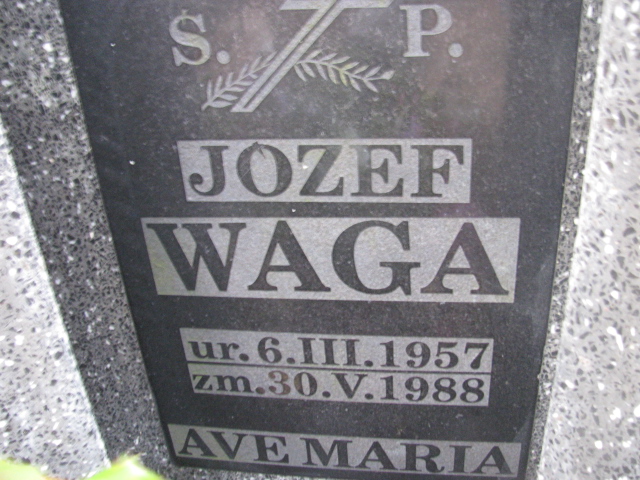 S. P.
JOZEF
WAGA
ur. 6.III.1957
zm.30.V.1988
AVE MARIA